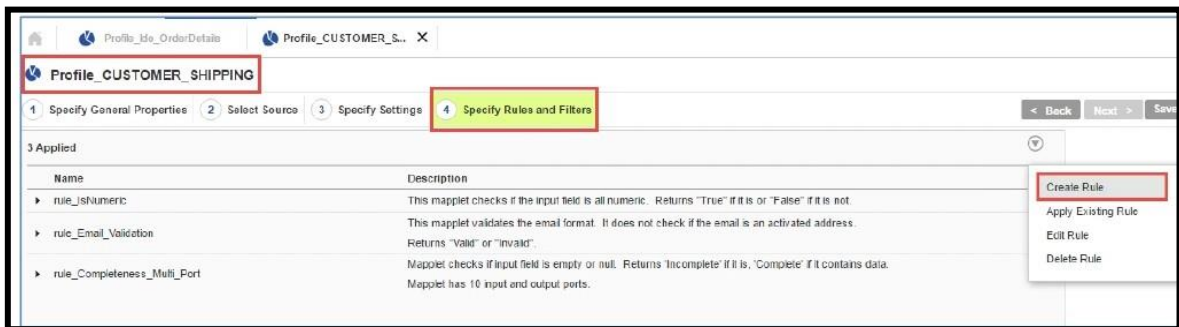 Profile_tdo_OrderDetails
Profile_CUSTOMER_S... X
Profile_CUSTOMER_SHIPPING
1 Specify General Properties 2 Select Source 3 Specify Settings 4 Specify Rules and Filters
< Back Next > Save
3 Applied
Name Description
rule_IsNumeric This mapplet checks if the input field is all numeric. Returns "True" if it is or "False" if it is not.
rule_Email_Validation This mapplet validates the email format. It does not check if the email is an activated address.
Returns "Valid" or "Invalid".
rule_Completeness_Multi_Port Mapplet checks if input field is empty or null. Returns 'Incomplete' if it is, 'Complete' if it contains data.
Mapplet has 10 input and output ports.
Create Rule
Apply Existing Rule
Edit Rule
Delete Rule